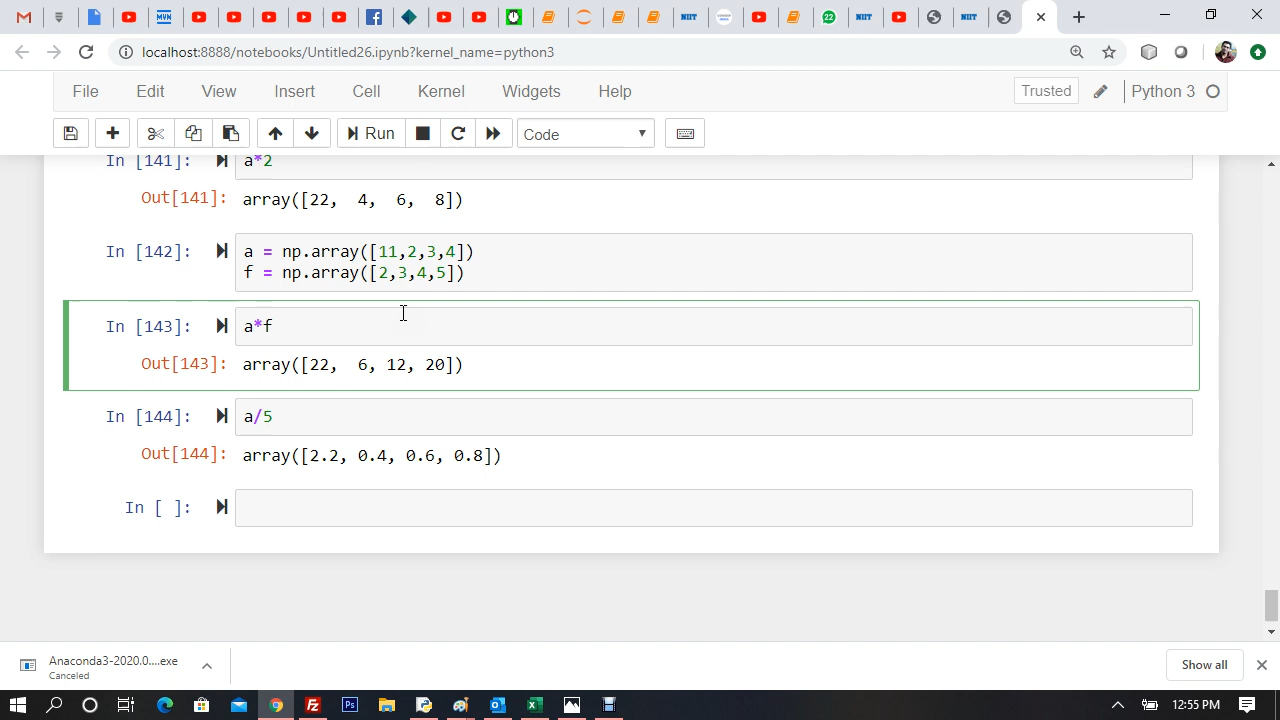 localhost:8888/notebooks/Untitled26.ipynb?kernel_name=python3
File Edit View Insert Cell Kernel Widgets Help Trusted Python 3
Run Code
In [141]: a*2
Out[141]: array([22,  4,  6,  8])
In [142]: a = np.array([11,2,3,4])
f = np.array([2,3,4,5])
In [143]: a*f
Out[143]: array([22,  6, 12, 20])
In [144]: a/5
Out[144]: array([2.2, 0.4, 0.6, 0.8])
In [ ]:
Anaconda3-2020.0....exe
Canceled
Show all
12:55 PM